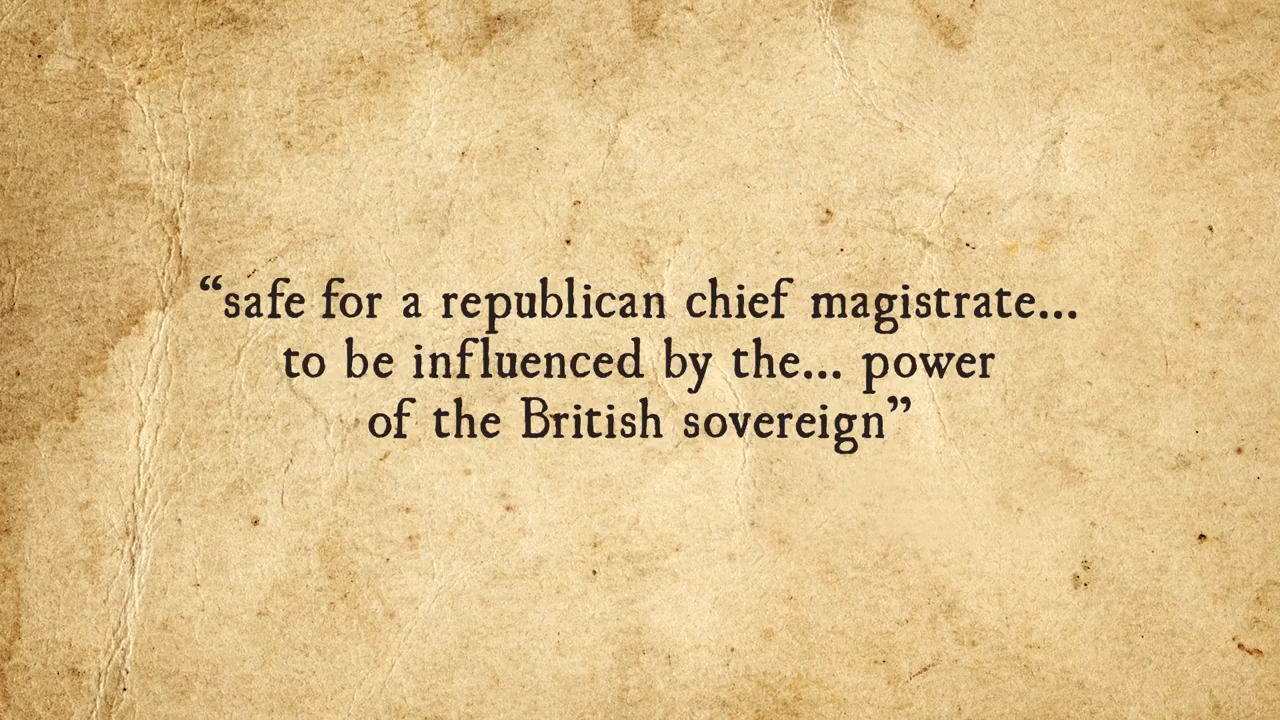 “safe for a republican chief magistrate...
to be influenced by the... power
of the British sovereign”